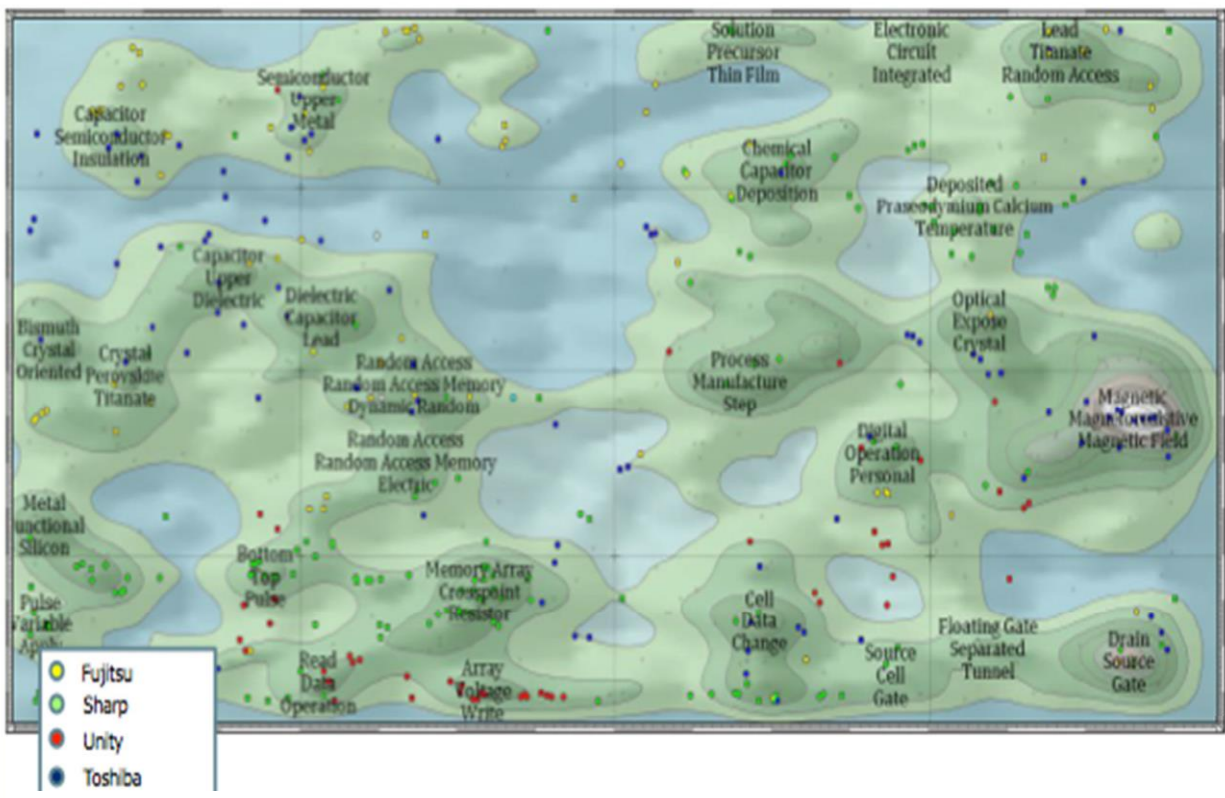 Solution
Precursor
Thin Film
Electronic
Circuit
Integrated
Lead
Titanate
Random Access
Semiconductor
Upper
Metal
Capacitor
Semiconductor
Insulation
Chemical
Capacitor
Deposition
Deposited
Praseodymium Calcium
Temperature
Capacitor
Upper
Dielectric
Dielectric
Capacitor
Lead
Optical
Expose
Crystal
Bismuth
Crystal
Oriented
Crystal
Perovskite
Titanate
Random Access
Random Access Memory
Dynamic Random
Process
Manufacture
Step
Magnetic
Magnetoresistive
Magnetic Field
Random Access
Random Access Memory
Electric
Digital
Operation
Personal
Metal
unctional
Silicon
Bottom
Top
Pulse
Memory Array
Crosspoint
Resistor
Pulse
Variable
Cell
Data
Change
Floating Gate
Separated
Tunnel
Source
Cell
Gate
Drain
Source
Gate
Read
Data
Operation
Array
Voltage
Write
Fujitsu
Sharp
Unity
Toshiba